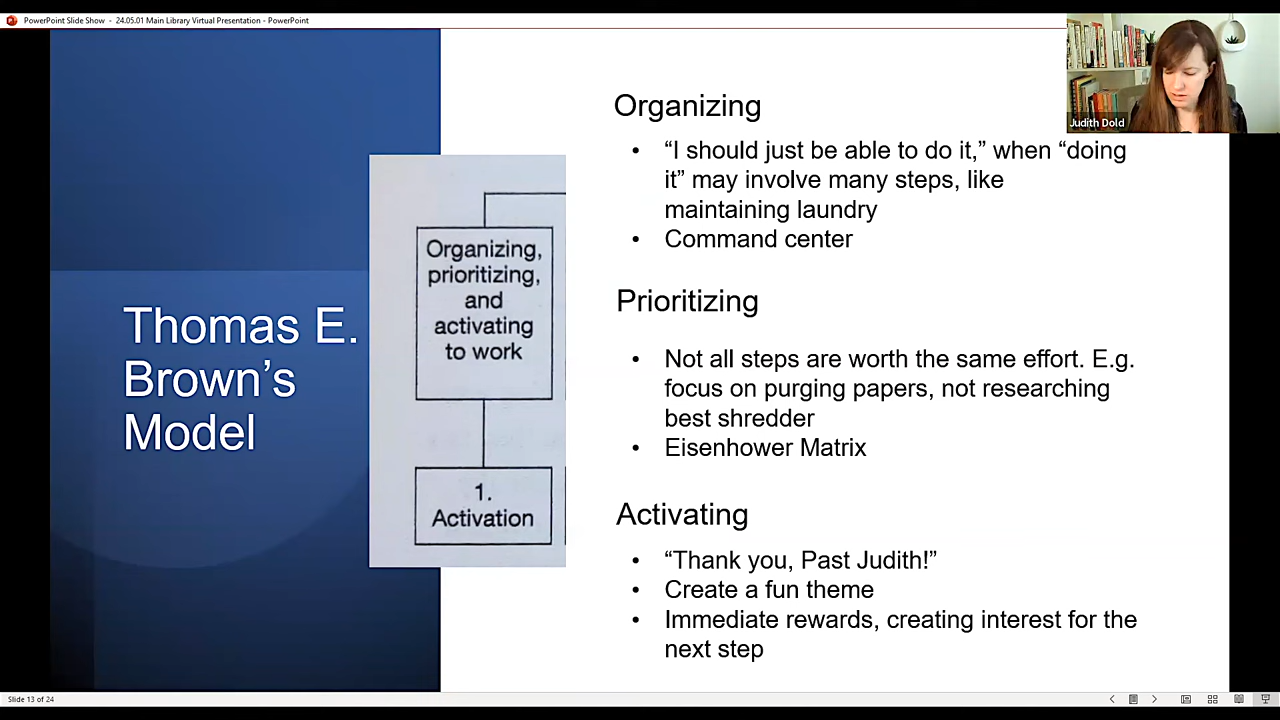 PowerPoint Slide Show - 24.05.01 Main Library Virtual Presentation - PowerPoint
Judith Dold
Thomas E.
Brown’s
Model
Organizing,
prioritizing,
and
activating
to work
1.
Activation
Organizing
• “I should just be able to do it,” when “doing
it” may involve many steps, like
maintaining laundry
• Command center
Prioritizing
• Not all steps are worth the same effort. E.g.
focus on purging papers, not researching
best shredder
• Eisenhower Matrix
Activating
• “Thank you, Past Judith!”
• Create a fun theme
• Immediate rewards, creating interest for the
next step
Slide 13 of 24